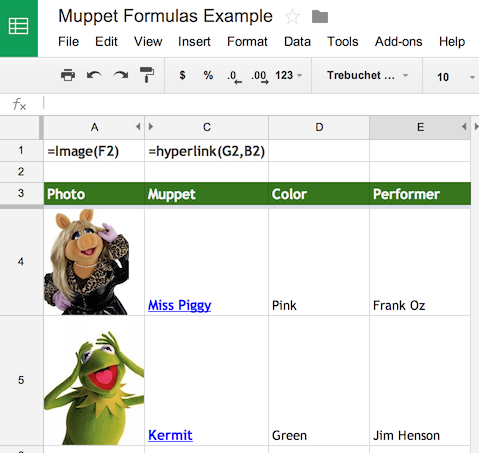 Muppet Formulas Example
File Edit View Insert Format Data Tools Add-ons Help
$ % .0 .00 123 Trebuchet ... 10
fx
A C D E
1 =Image(F2) =hyperlink(G2,B2)
2
3 Photo Muppet Color Performer
4 Miss Piggy Pink Frank Oz
5 Kermit Green Jim Henson